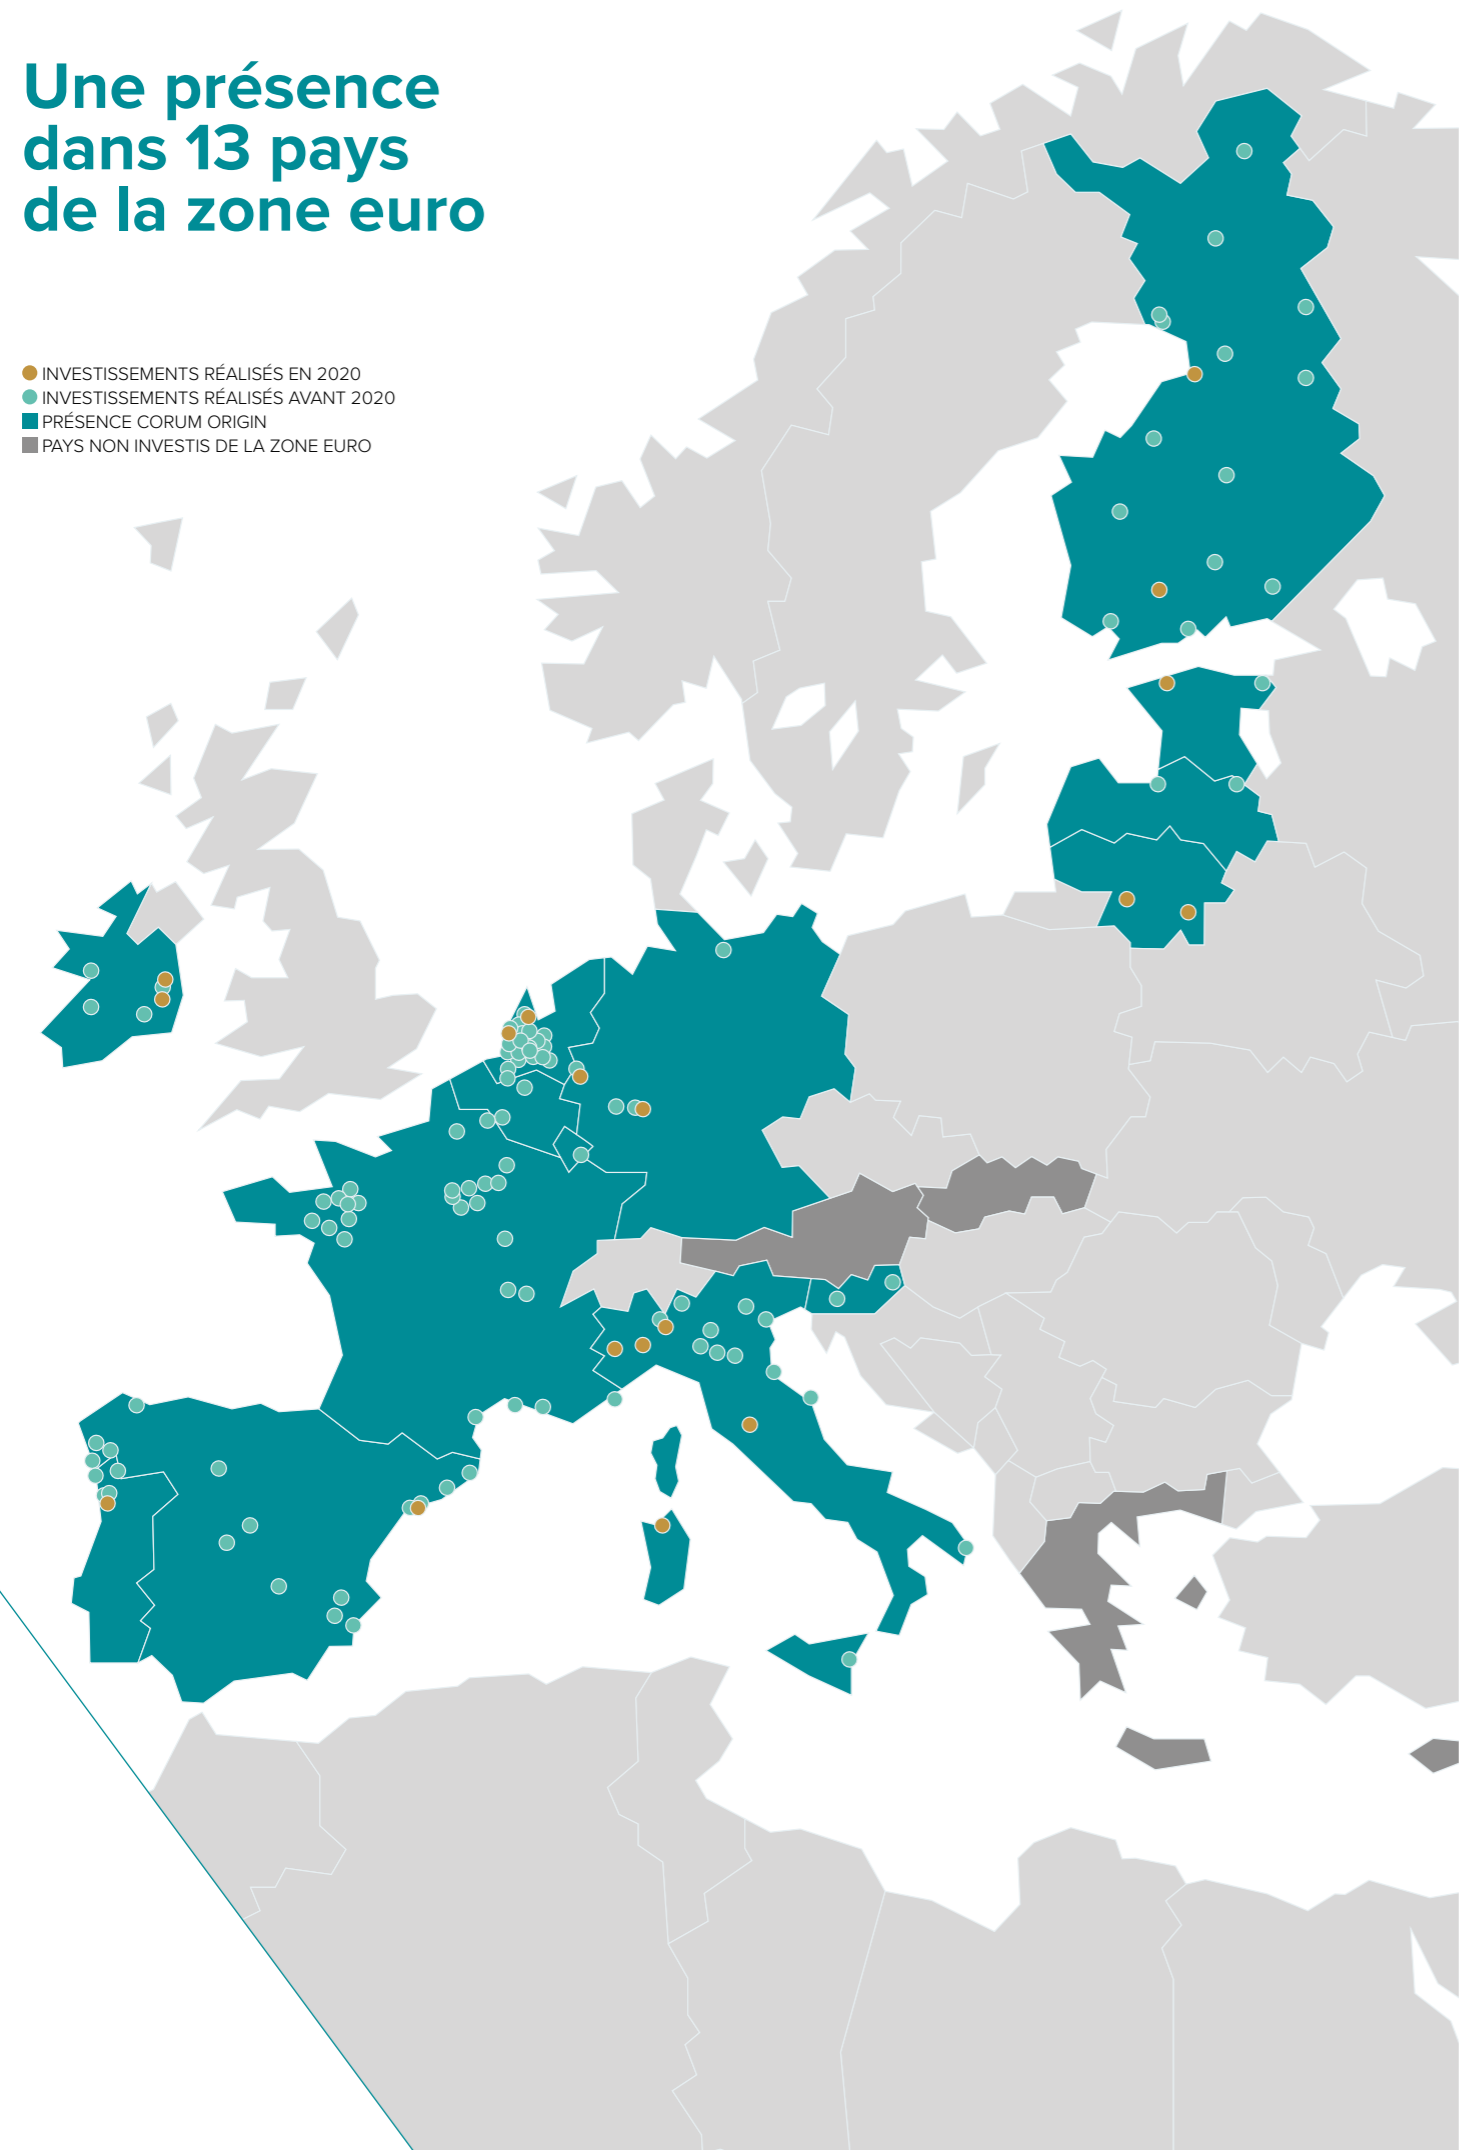 Une présence
dans 13 pays
de la zone euro
INVESTISSEMENTS RÉALISÉS EN 2020
INVESTISSEMENTS RÉALISÉS AVANT 2020
PRÉSENCE CORUM ORIGIN
PAYS NON INVESTIS DE LA ZONE EURO